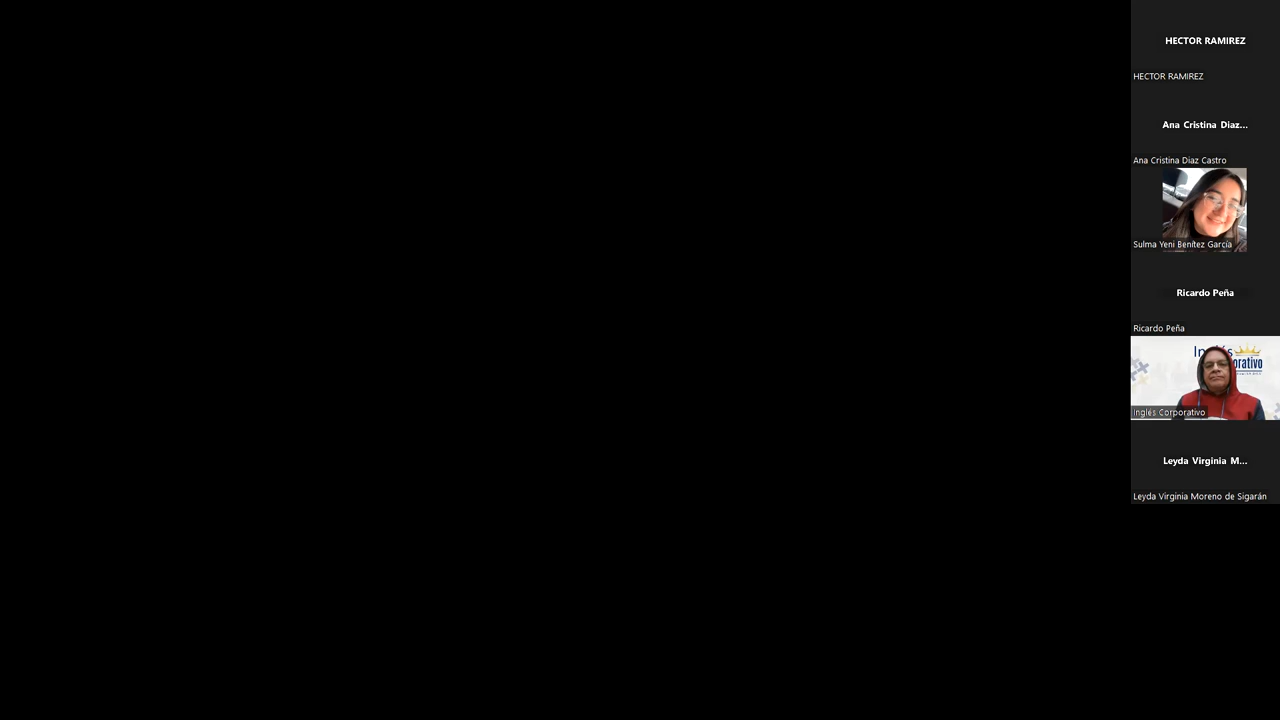 HECTOR RAMIREZ
HECTOR RAMIREZ
Ana Cristina Diaz...
Ana Cristina Diaz Castro
Sulma Yeni Benítez García
Ricardo Peña
Ricardo Peña
Inglés Corporativo
Leyda Virginia M...
Leyda Virginia Moreno de Sigarán